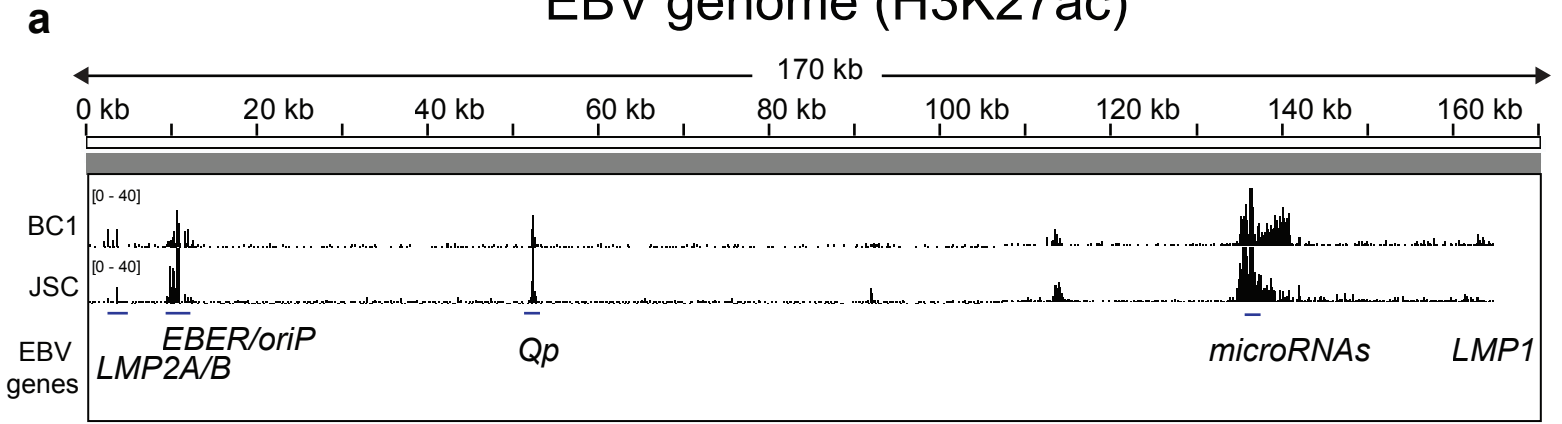 EBV genome (H3K27ac)
a
170 kb
0 kb 20 kb 40 kb 60 kb 80 kb 100 kb 120 kb 140 kb 160 kb
[0 - 40]
BC1
[0 - 40]
JSC
EBER/oriP
EBV genes
LMP2A/B
Qp
microRNAs
LMP1